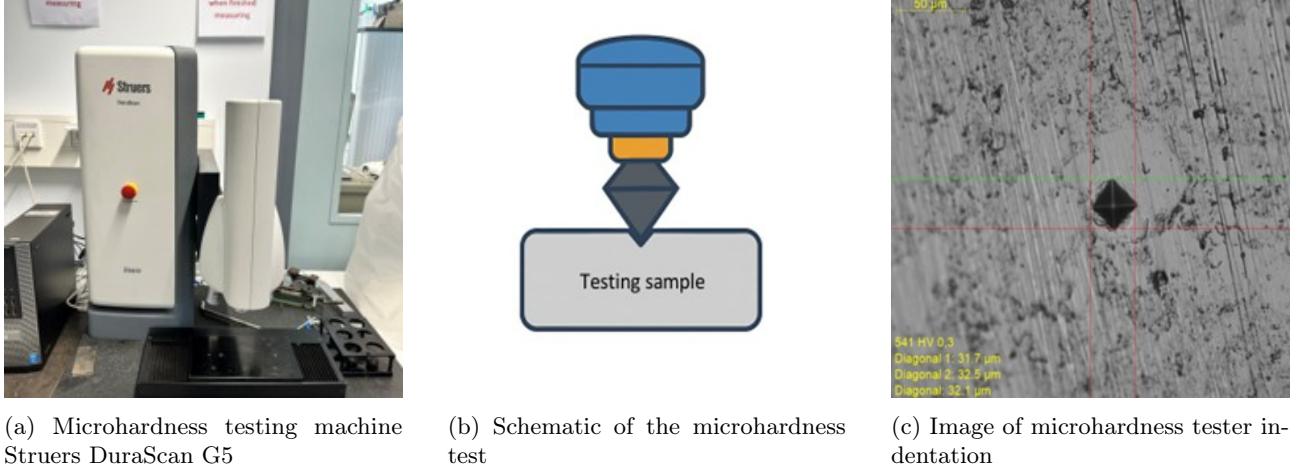 measuring
when finished
measuring
Struers
DuraScan
Testing sample
50 µm
541 HV 0,3
Diagonal 1: 31.7 µm
Diagonal 2: 32.5 µm
Diagonal: 32.1 µm
(a) Microhardness testing machine
Struers DuraScan G5
(b) Schematic of the microhardness
test
(c) Image of microhardness tester in-
dentation